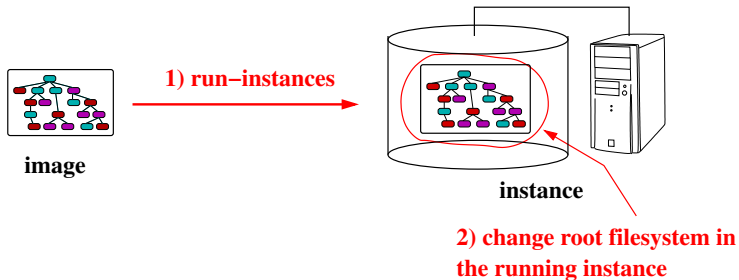 1) run−instances
image
instance
2) change root filesystem in
the running instance